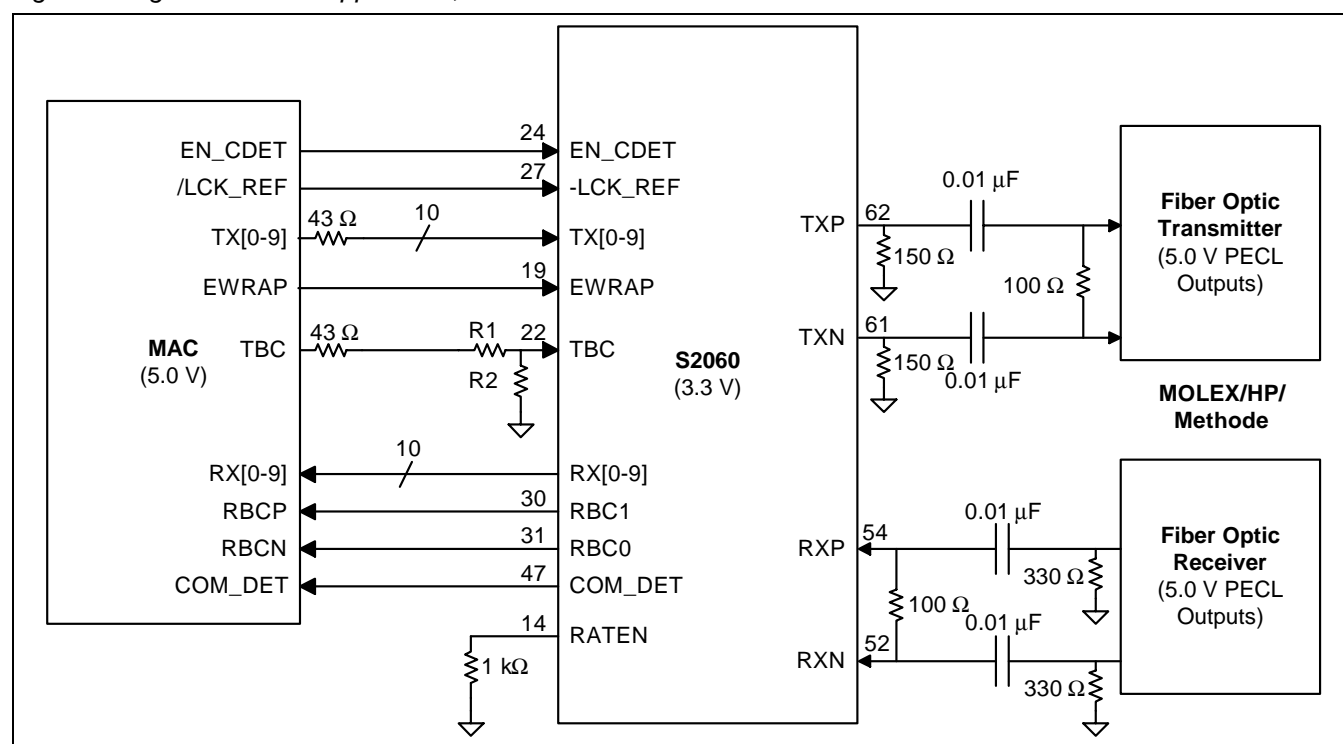 EN_CDET
/LCK_REF
TX[0-9]
EWRAP
TBC
MAC
(5.0 V)
RX[0-9]
RBCP
RBCN
COM_DET
43 Ω
10
43 Ω
R1
R2
10
1 kΩ
24
27
19
22
30
31
47
14
EN_CDET
-LCK_REF
TX[0-9]
EWRAP
TBC
S2060
(3.3 V)
RX[0-9]
RBC1
RBC0
COM_DET
RATEN
TXP
TXN
RXP
RXN
62
61
54
52
0.01 µF
150 Ω
100 Ω
150 Ω
0.01 µF
0.01 µF
330 Ω
100 Ω
0.01 µF
330 Ω
Fiber Optic
Transmitter
(5.0 V PECL
Outputs)
MOLEX/HP/
Methode
Fiber Optic
Receiver
(5.0 V PECL
Outputs)